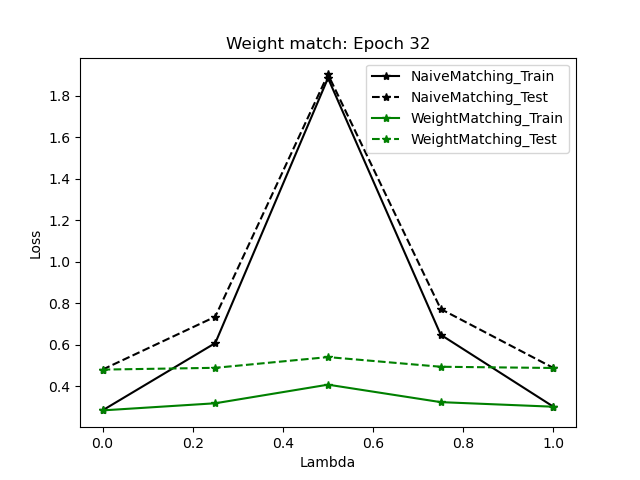 Weight match: Epoch 32
NaiveMatching_Train
NaiveMatching_Test
WeightMatching_Train
WeightMatching_Test
Loss
1.8
1.6
1.4
1.2
1.0
0.8
0.6
0.4
0.0 0.2 0.4 0.6 0.8 1.0
Lambda